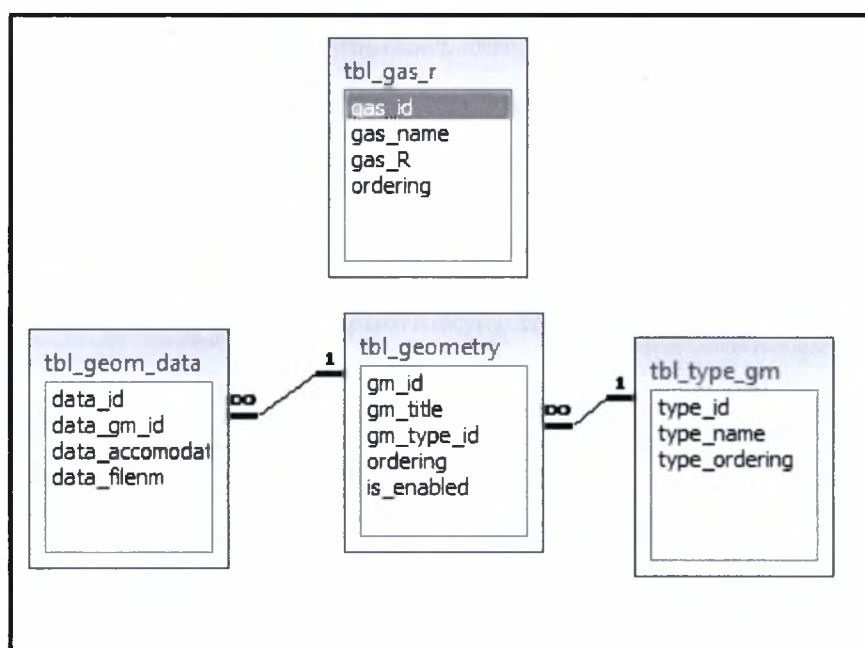 tbl_gas_r
gas_id
gas_name
gas_R
ordering
tbl_geom_data
data_id
data_gm_id
data_accomodat
data_filenm
tbl_geometry
gm_id
gm_title
gm_type_id
ordering
is_enabled
tbl_type_gm
type_id
type_name
type_ordering
1
∞
1
∞